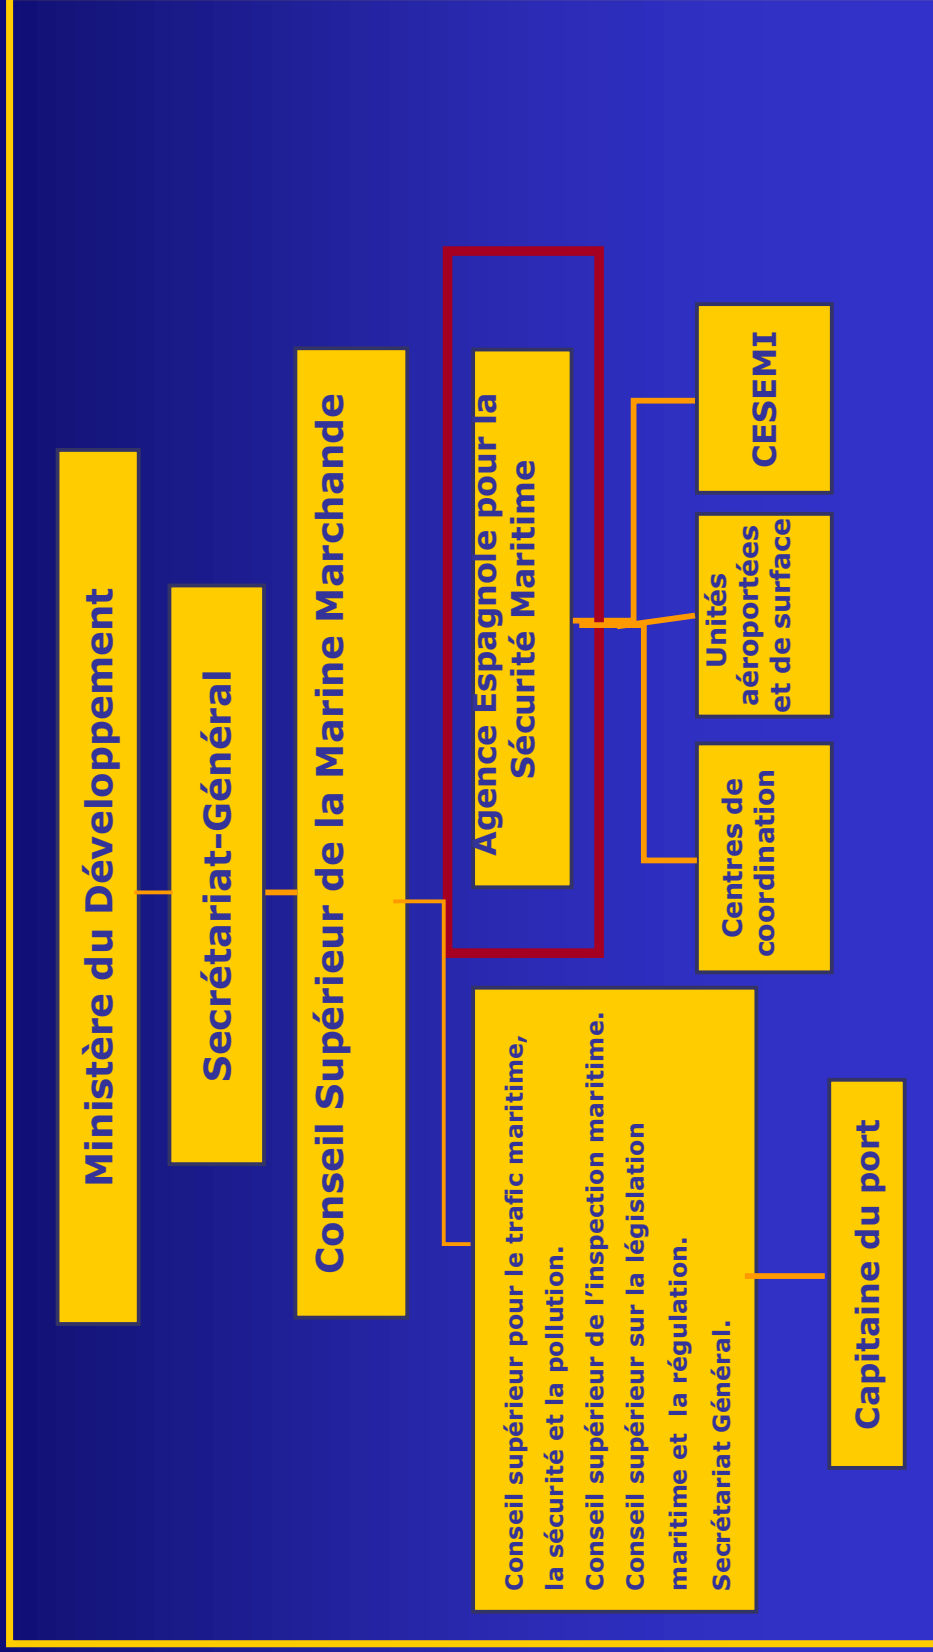 Ministère du Développement
Secrétariat-Général
Conseil Supérieur de la Marine Marchande
Conseil supérieur pour le trafic maritime,
la sécurité et la pollution.
Conseil supérieur de l’inspection maritime.
Conseil supérieur sur la législation
maritime et la régulation.
Secrétariat Général.
Agence Espagnole pour la
Sécurité Maritime
Centres de
coordination
Unités
aéroportées
et de surface
CESEMI
Capitaine du port